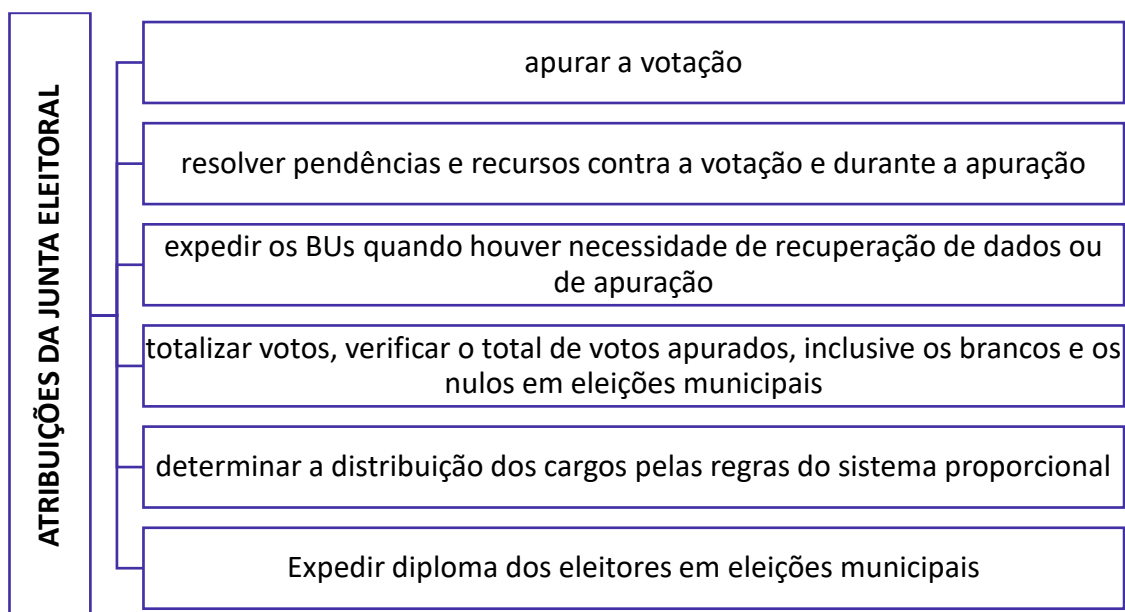 ATRIBUIÇÕES DA JUNTA ELEITORAL
apurar a votação
resolver pendências e recursos contra a votação e durante a apuração
expedir os BUs quando houver necessidade de recuperação de dados ou
de apuração
totalizar votos, verificar o total de votos apurados, inclusive os brancos e os
nulos em eleições municipais
determinar a distribuição dos cargos pelas regras do sistema proporcional
Expedir diploma dos eleitores em eleições municipais